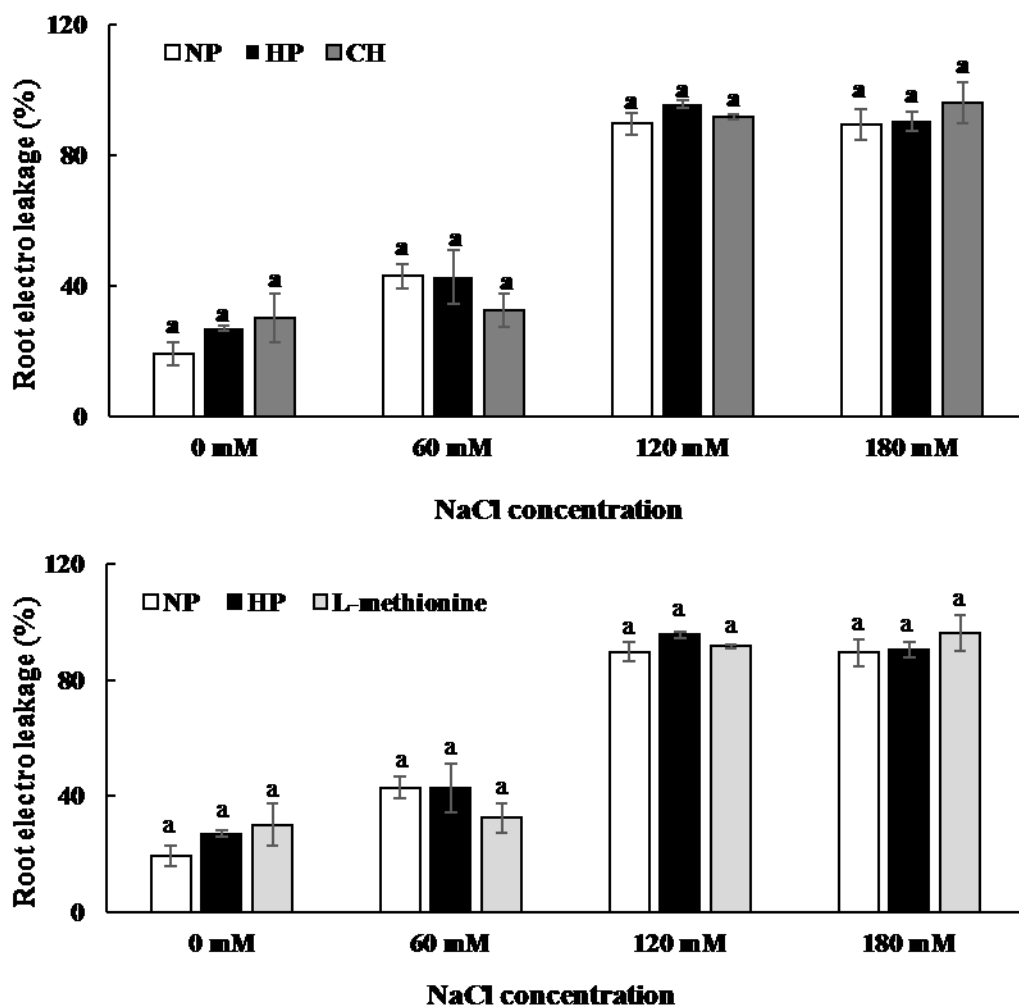 120
NP HP CH
a a a
a a a
a a a
a a a
80
40
0
Root electro leakage (%)
0 mM 60 mM 120 mM 180 mM
NaCl concentration
120
NP HP L-methionine
a a a
a a a
a a a
a a a
80
40
0
Root electro leakage (%)
0 mM 60 mM 120 mM 180 mM
NaCl concentration